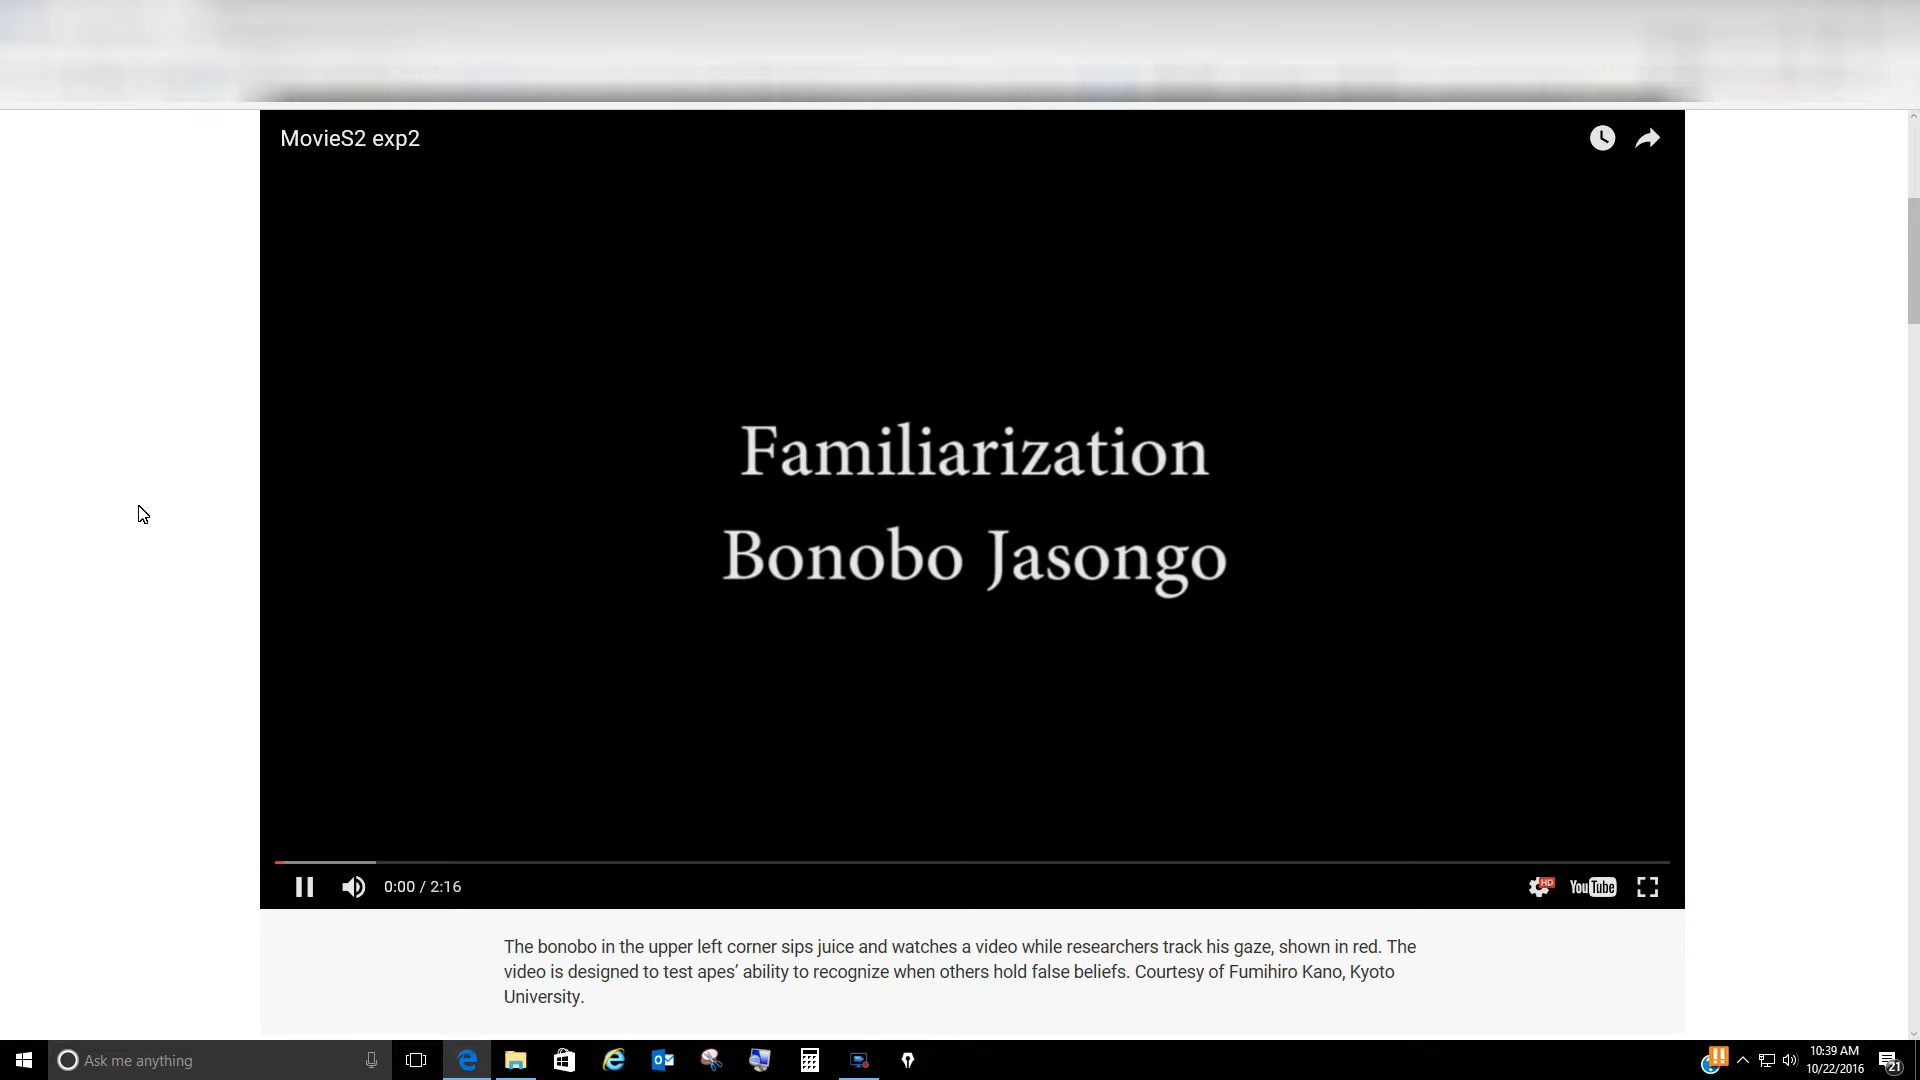 MovieS2 exp2
Familiarization
Bonobo Jasongo
0:00 / 2:16
HD
YouTube
The bonobo in the upper left corner sips juice and watches a video while researchers track his gaze, shown in red. The
video is designed to test apes’ ability to recognize when others hold false beliefs. Courtesy of Fumihiro Kano, Kyoto
University.
Ask me anything
10:39 AM
10/22/2016
21